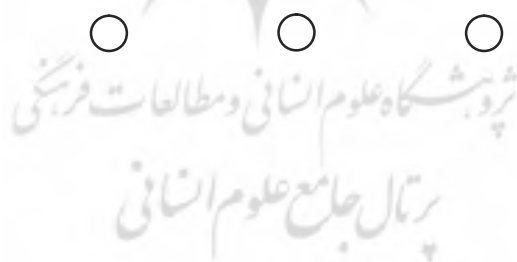 پژوهشگاه علوم انسانی و مطالعات فرهنگی
پرتال جامع علوم انسانی